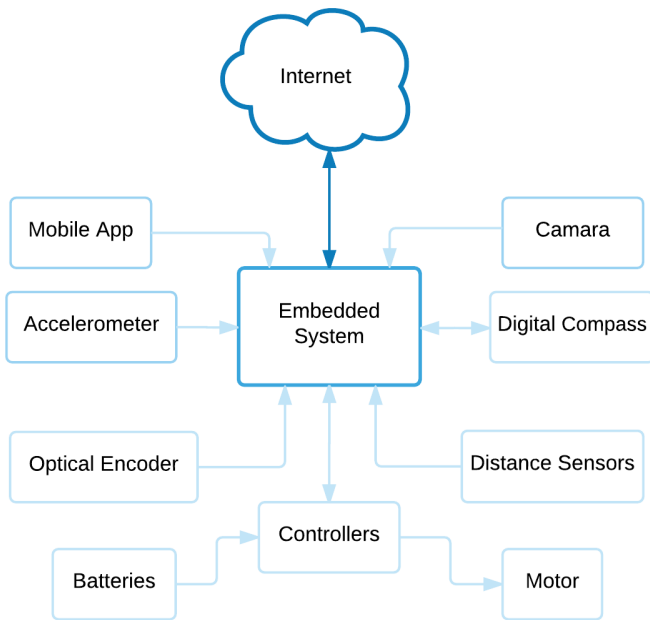 Internet
Mobile App
Camara
Accelerometer
Embedded
System
Digital Compass
Optical Encoder
Distance Sensors
Controllers
Batteries
Motor